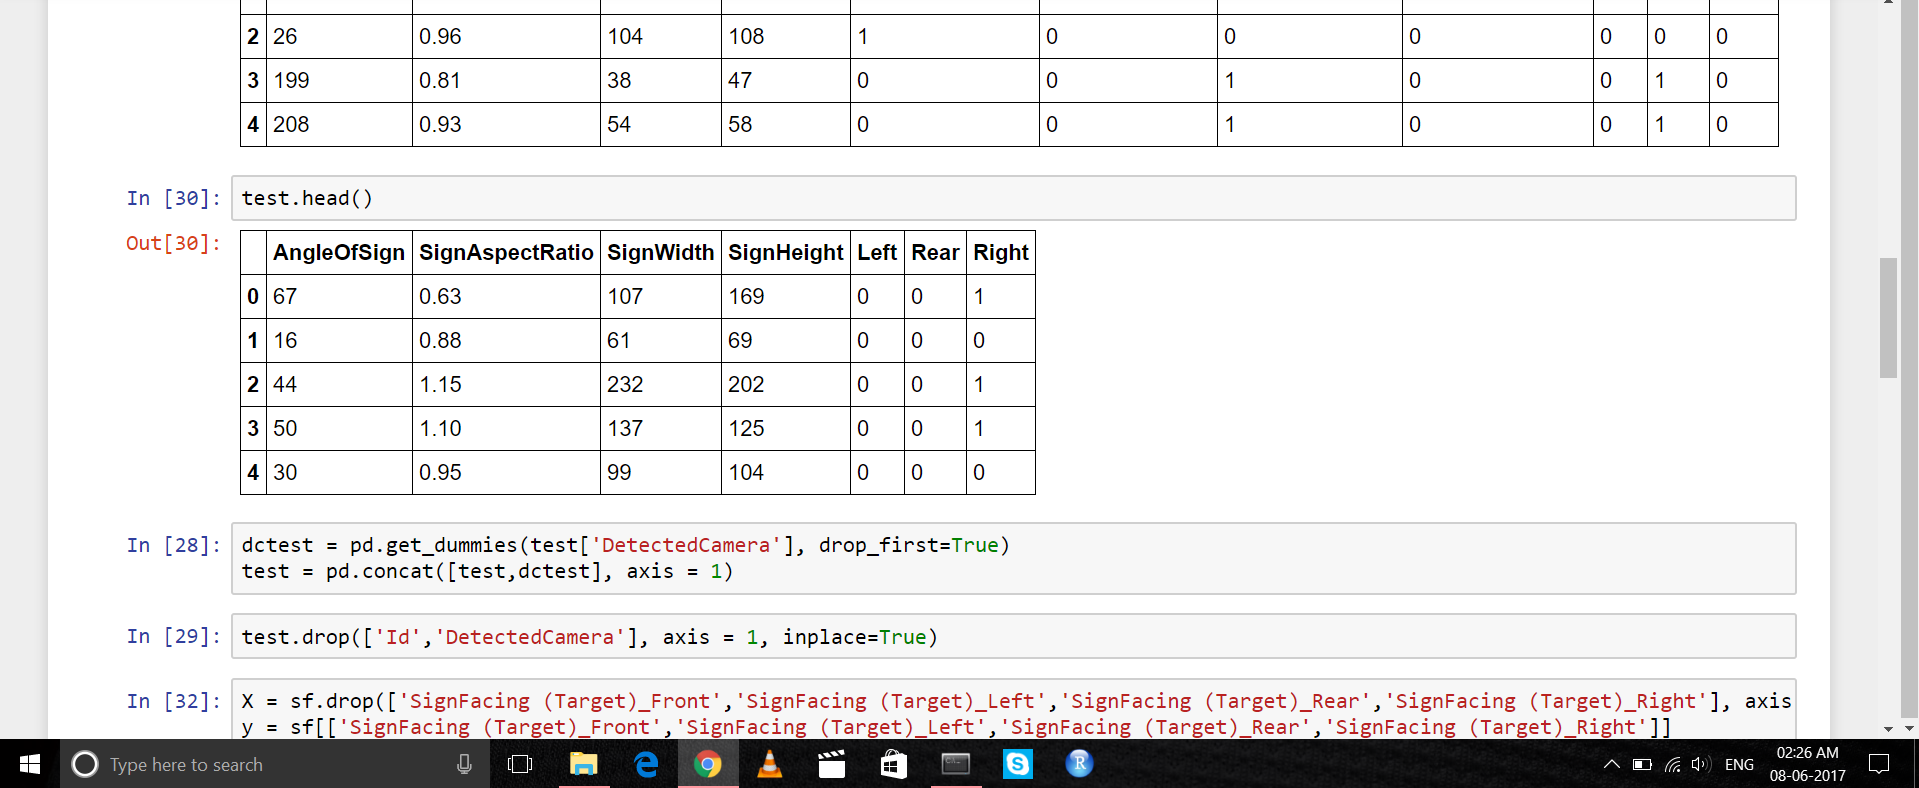 2 26 0.96 104 108 1 0 0 0 0 0 0
3 199 0.81 38 47 0 0 1 0 0 1 0
4 208 0.93 54 58 0 0 1 0 0 1 0
In [30]: test.head()
Out[30]:
AngleOfSign SignAspectRatio SignWidth SignHeight Left Rear Right
0 67 0.63 107 169 0 0 1
1 16 0.88 61 69 0 0 0
2 44 1.15 232 202 0 0 1
3 50 1.10 137 125 0 0 1
4 30 0.95 99 104 0 0 0
In [28]: dctest = pd.get_dummies(test['DetectedCamera'], drop_first=True)
test = pd.concat([test,dctest], axis = 1)
In [29]: test.drop(['Id','DetectedCamera'], axis = 1, inplace=True)
In [32]: X = sf.drop(['SignFacing (Target)_Front','SignFacing (Target)_Left','SignFacing (Target)_Rear','SignFacing (Target)_Right'], axis
y = sf[['SignFacing (Target)_Front','SignFacing (Target)_Left','SignFacing (Target)_Rear','SignFacing (Target)_Right']]
Type here to search
ENG
02:26 AM
08-06-2017